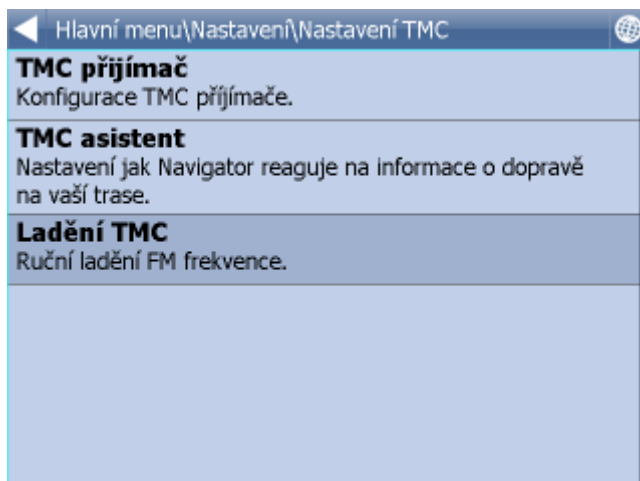 Hlavní menu\Nastavení\Nastavení TMC
TMC přijímač
Konfigurace TMC příjímače.
TMC asistent
Nastavení jak Navigator reaguje na informace o dopravě
na vaší trase.
Ladění TMC
Ruční ladění FM frekvence.